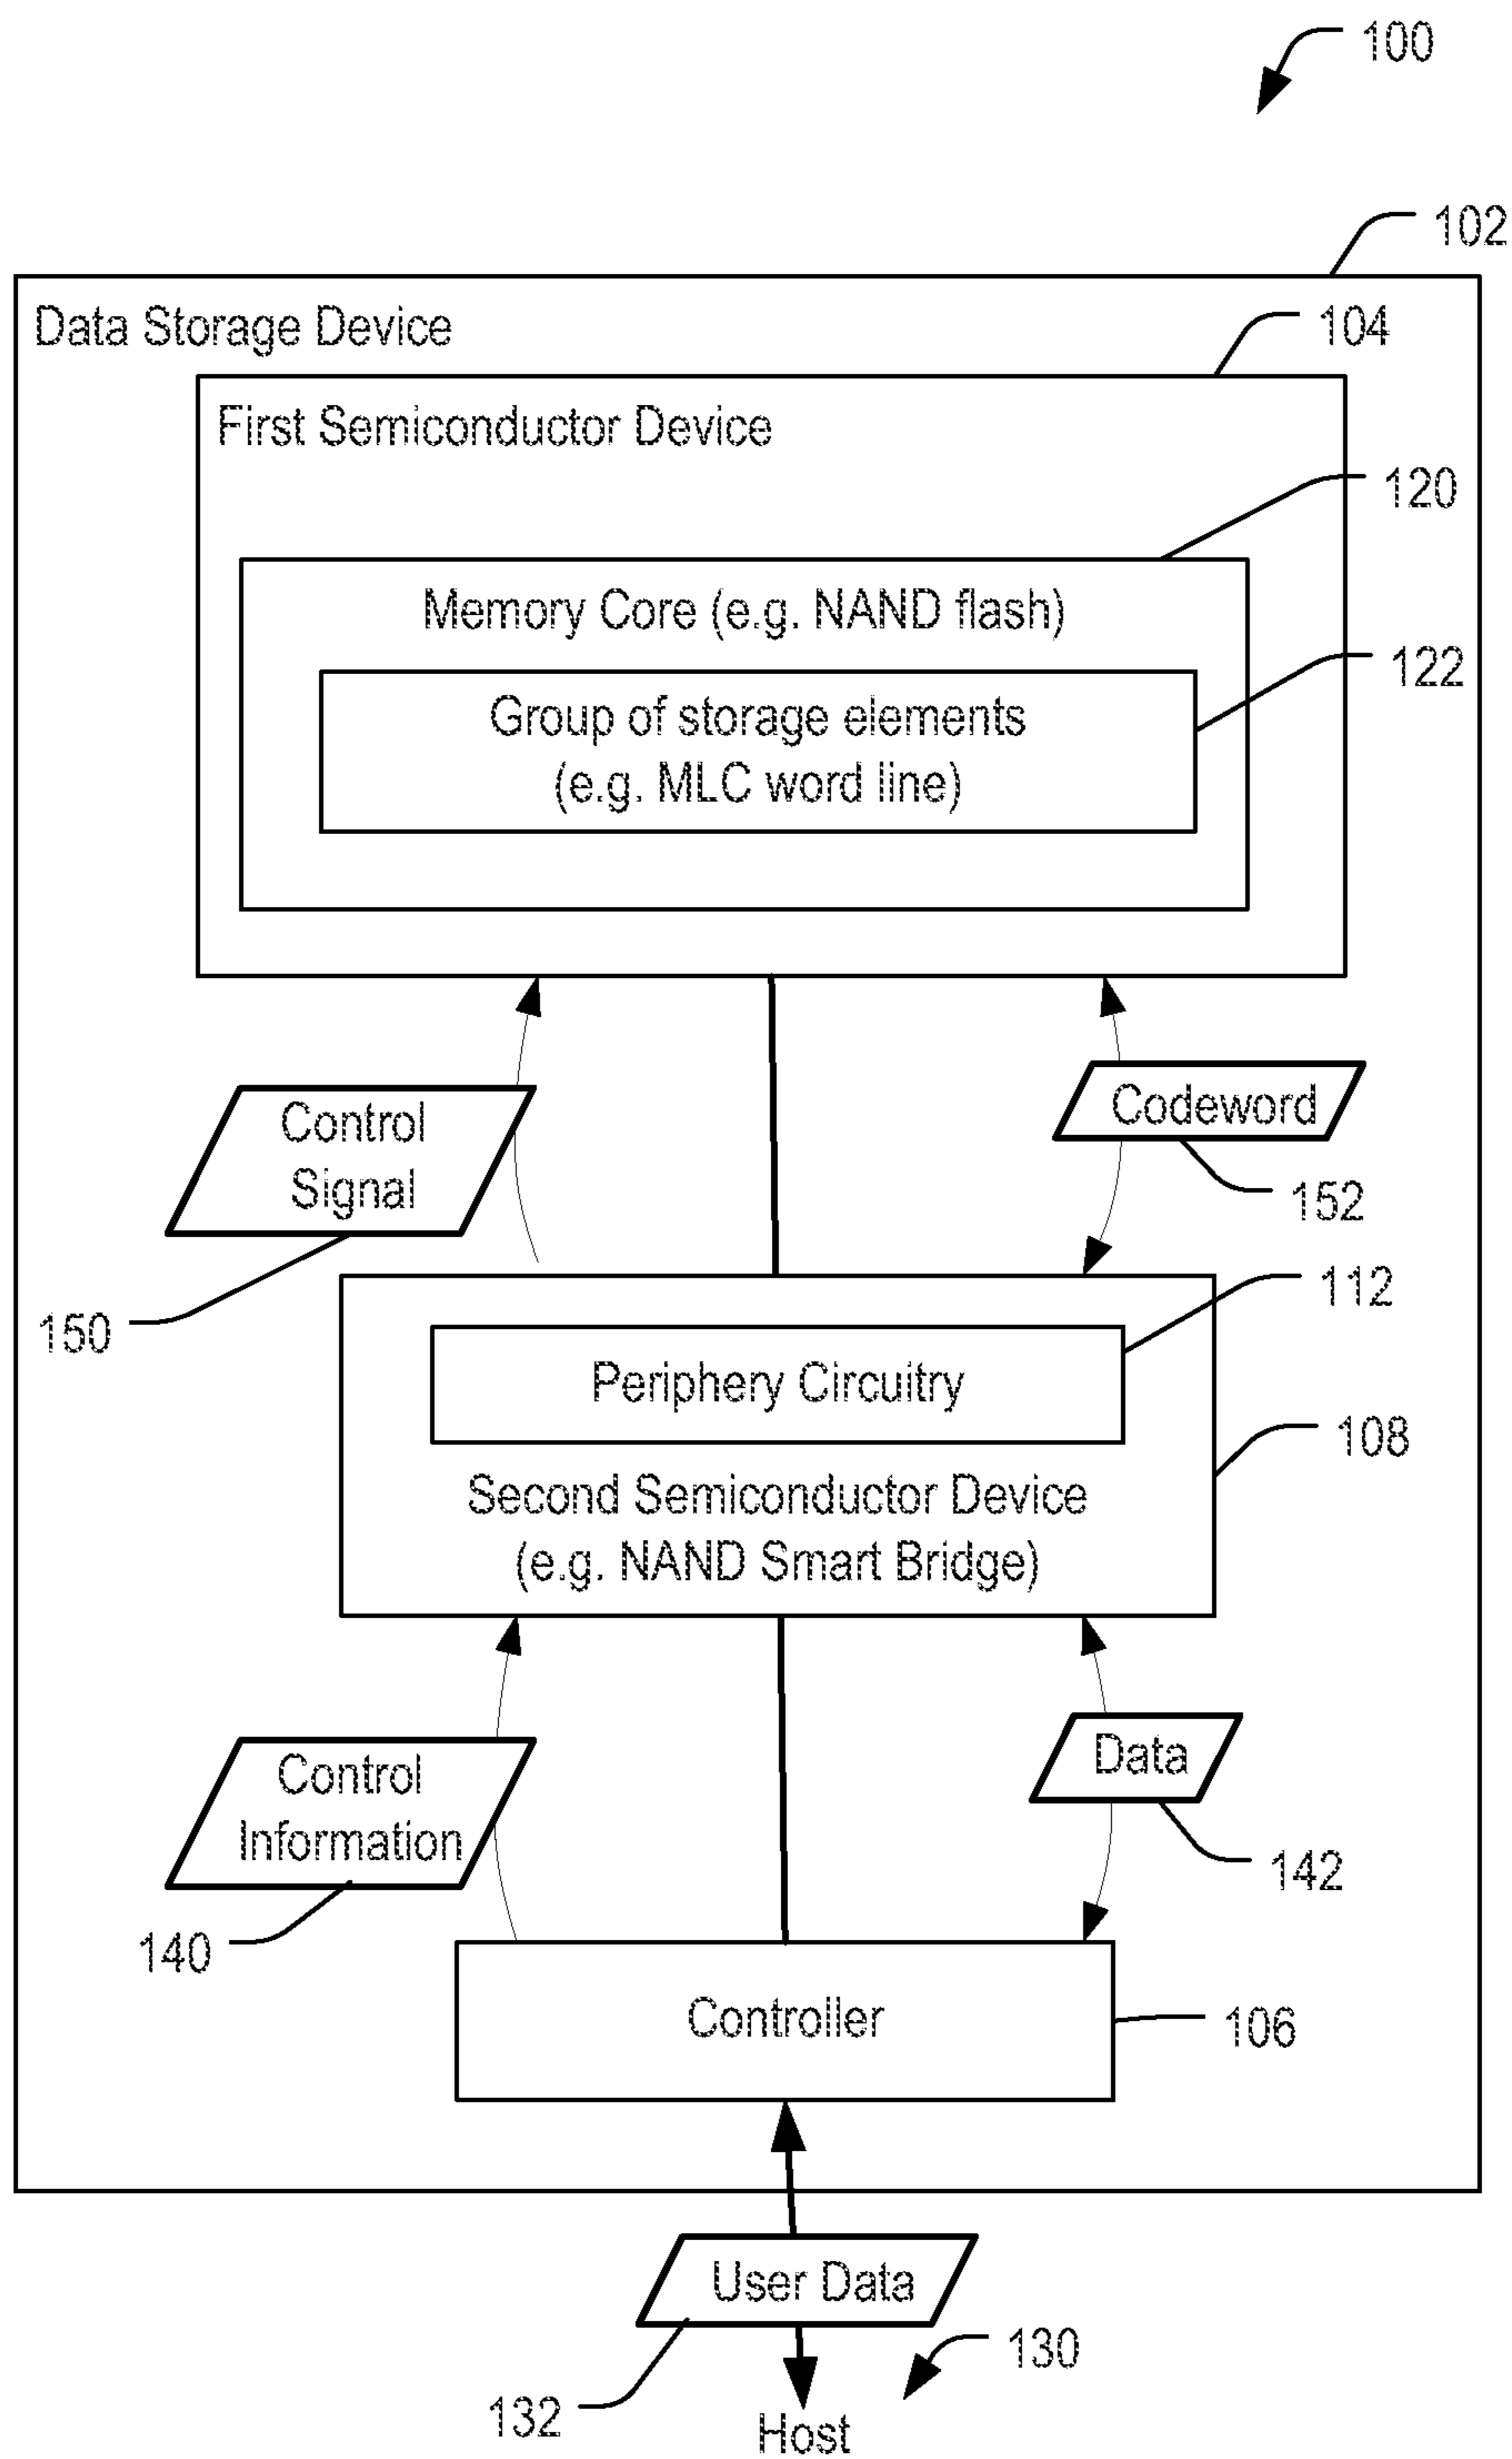 100
102
Data Storage Device
104
First Semiconductor Device
120
Memory Core (e.g. NAND flash)
122
Group of storage elements
(e.g. MLC word line)
Control
Signal
150
Codeword
152
112
Periphery Circuitry
108
Second Semiconductor Device
(e.g. NAND Smart Bridge)
Control
Information
140
Data
142
Controller
106
User Data
132
130
Host